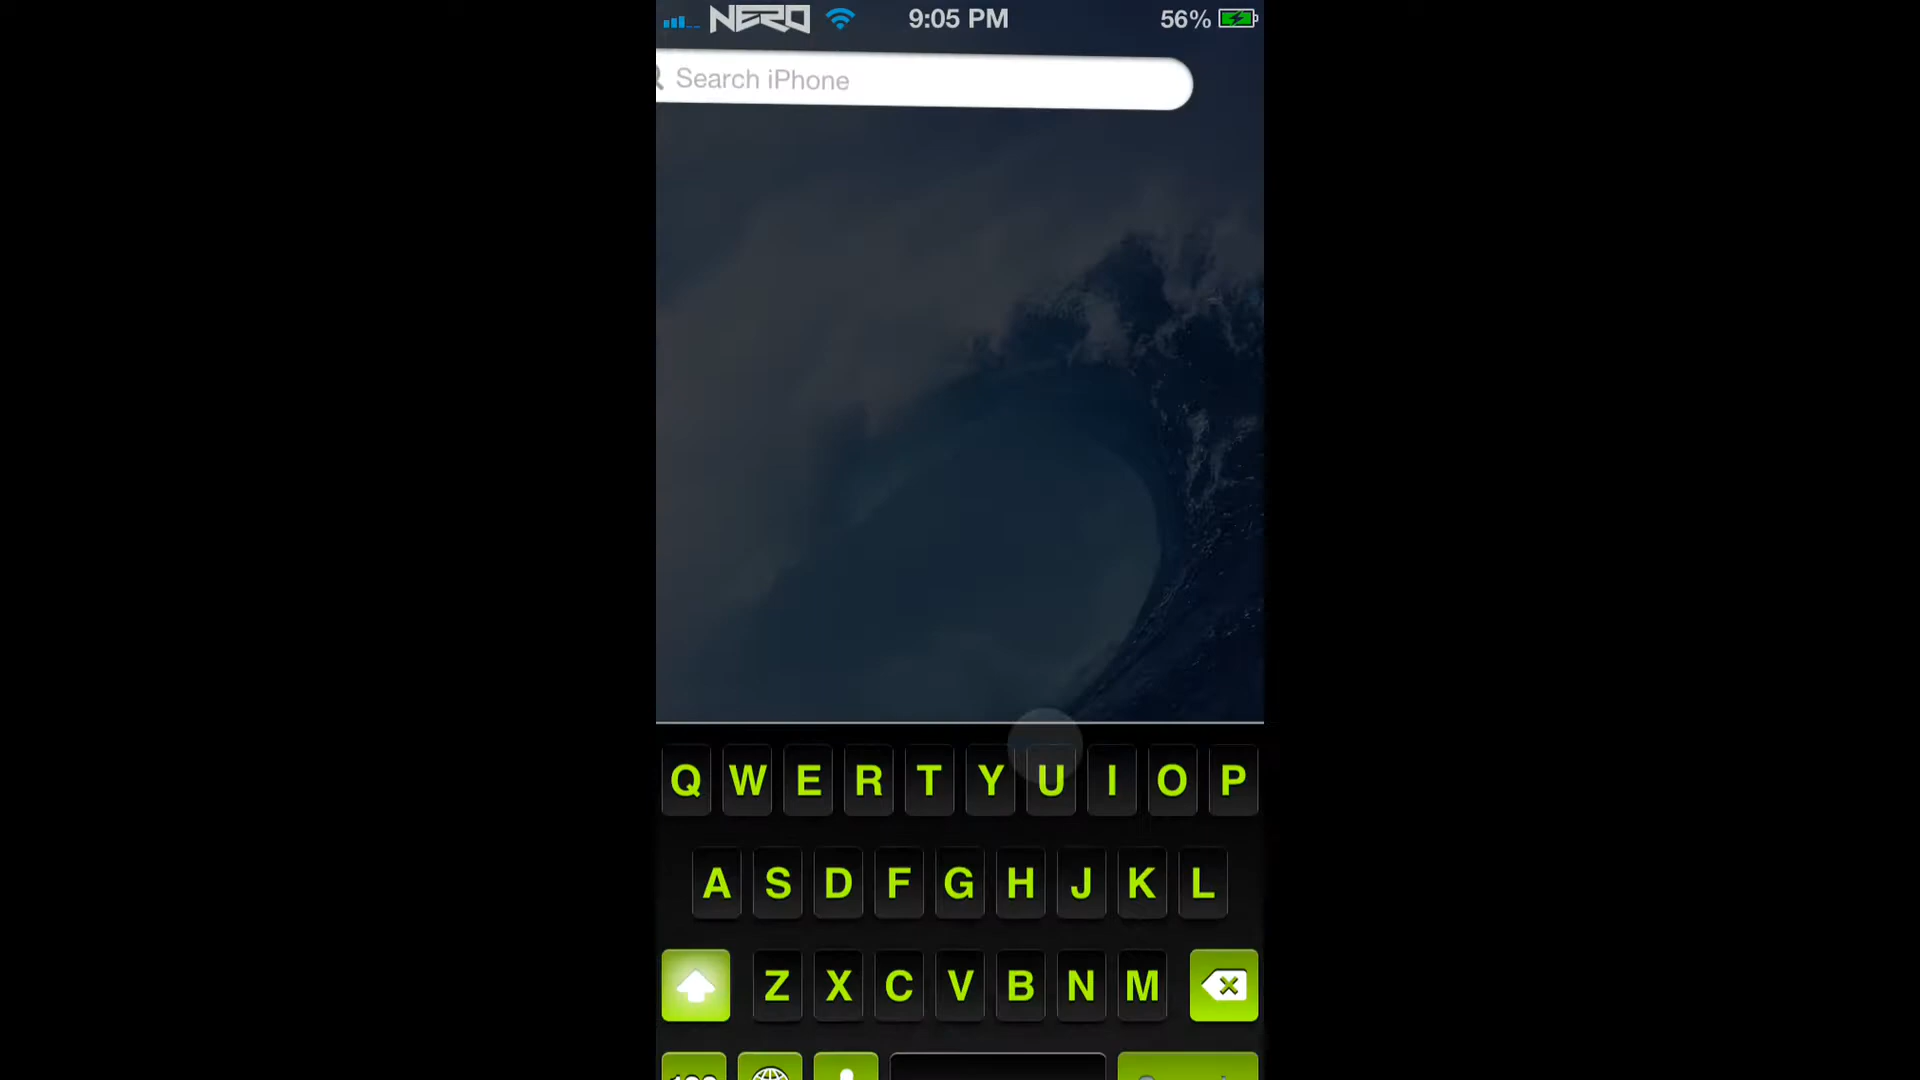 NERO 9:05 PM 56%
Search iPhone
Q W E R T Y U I O P
A S D F G H J K L
Z X C V B N M